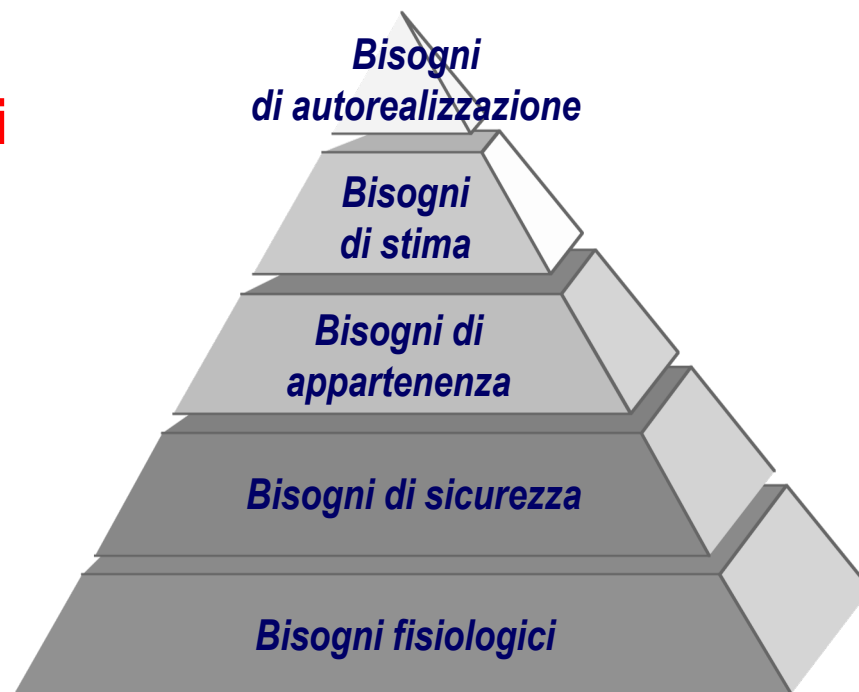 i
Bisogni
di autorealizzazione
Bisogni
di stima
Bisogni di
appartenenza
Bisogni di sicurezza
Bisogni fisiologici